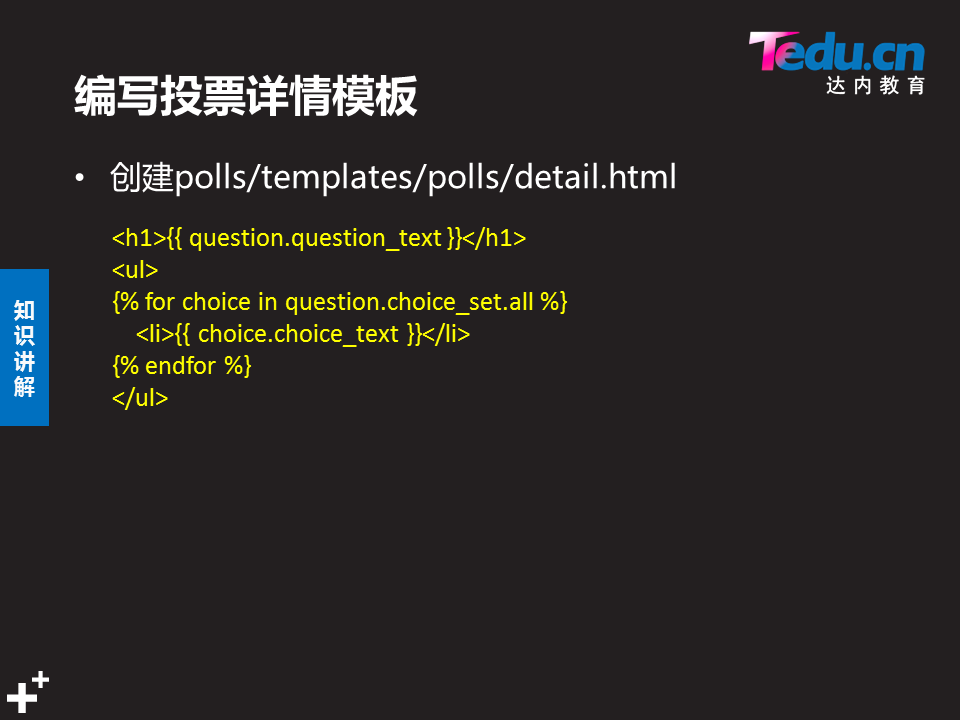 Tedu.cn
达内教育
编写投票详情模板
• 创建polls/templates/polls/detail.html
<h1>{{ question.question_text }}</h1>
<ul>
{% for choice in question.choice_set.all %}
    <li>{{ choice.choice_text }}</li>
{% endfor %}
</ul>
知
识
讲
解